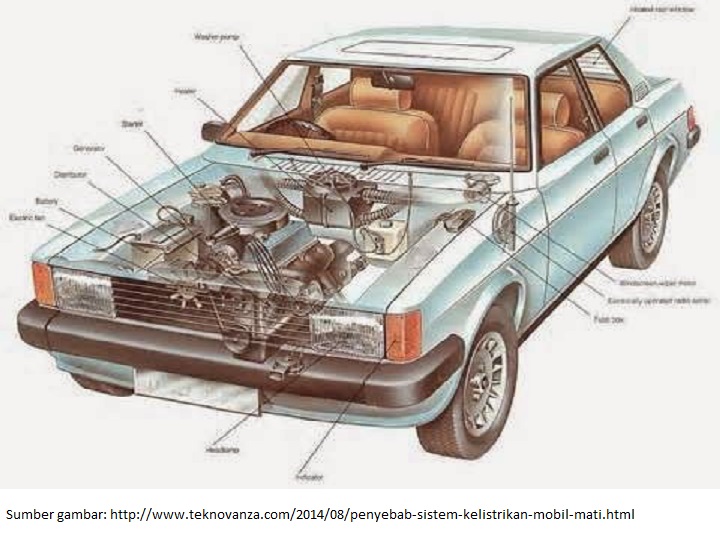 Heated rear window
Washer pump
Heater
Starter
Generator
Distributor
Battery
Electric fan
Windscreen wiper motor
Electrically operated radio aerial
Fuse box
Headlamp
Indicator
Sumber gambar: http://www.teknovanza.com/2014/08/penyebab-sistem-kelistrikan-mobil-mati.html